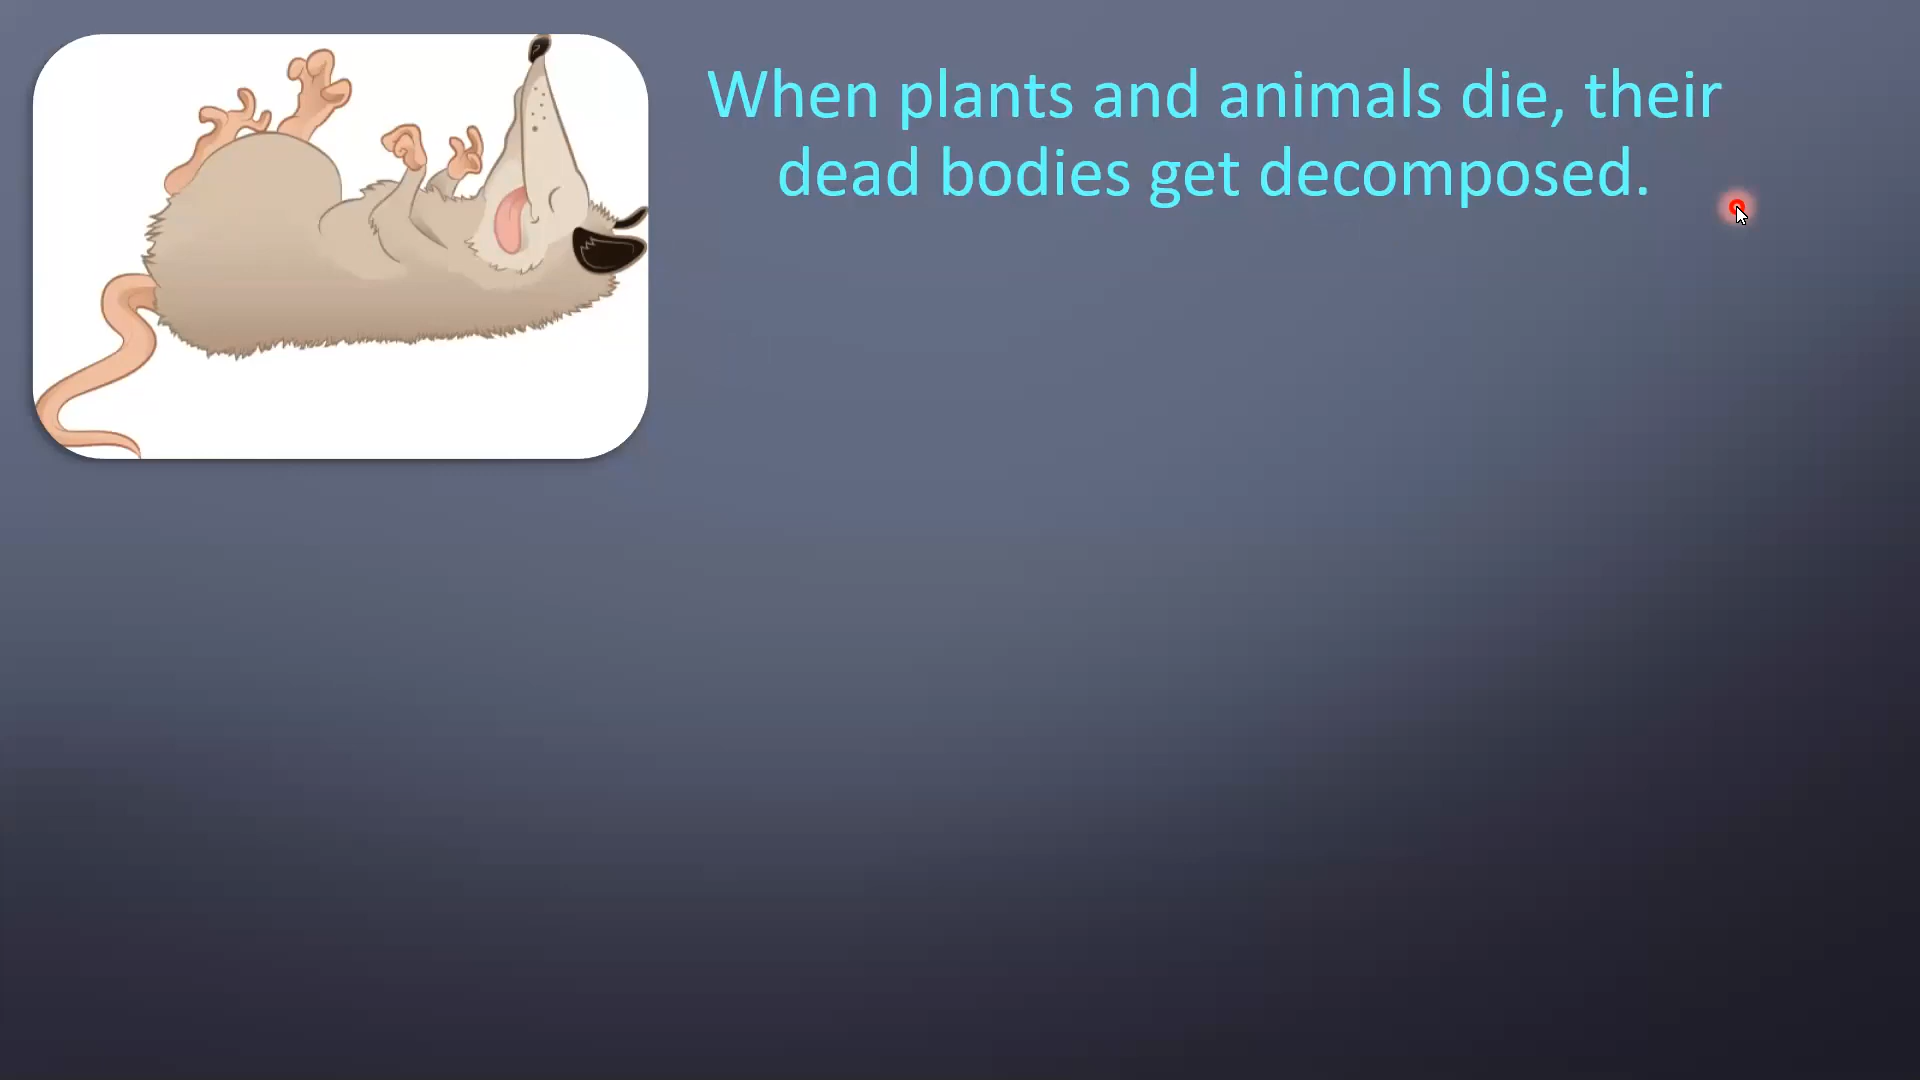 When plants and animals die, their
dead bodies get decomposed.